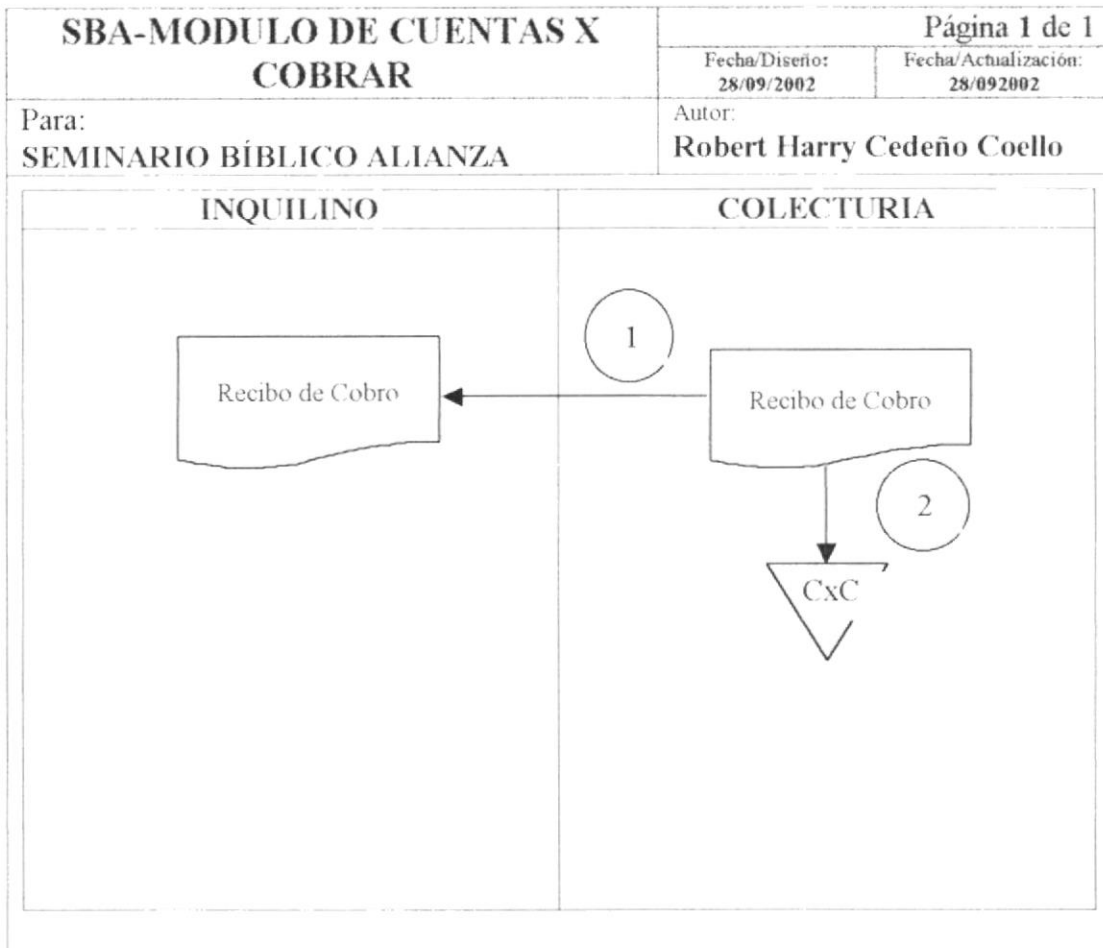 SBA-MODULO DE CUENTAS X
COBRAR
Página 1 de 1
Fecha/Diseño:
28/09/2002
Fecha/Actualización:
28/092002
Para:
SEMINARIO BÍBLICO ALIANZA
Autor:
Robert Harry Cedeño Coello
INQUILINO
COLECTURIA
1
Recibo de Cobro
Recibo de Cobro
2
CxC